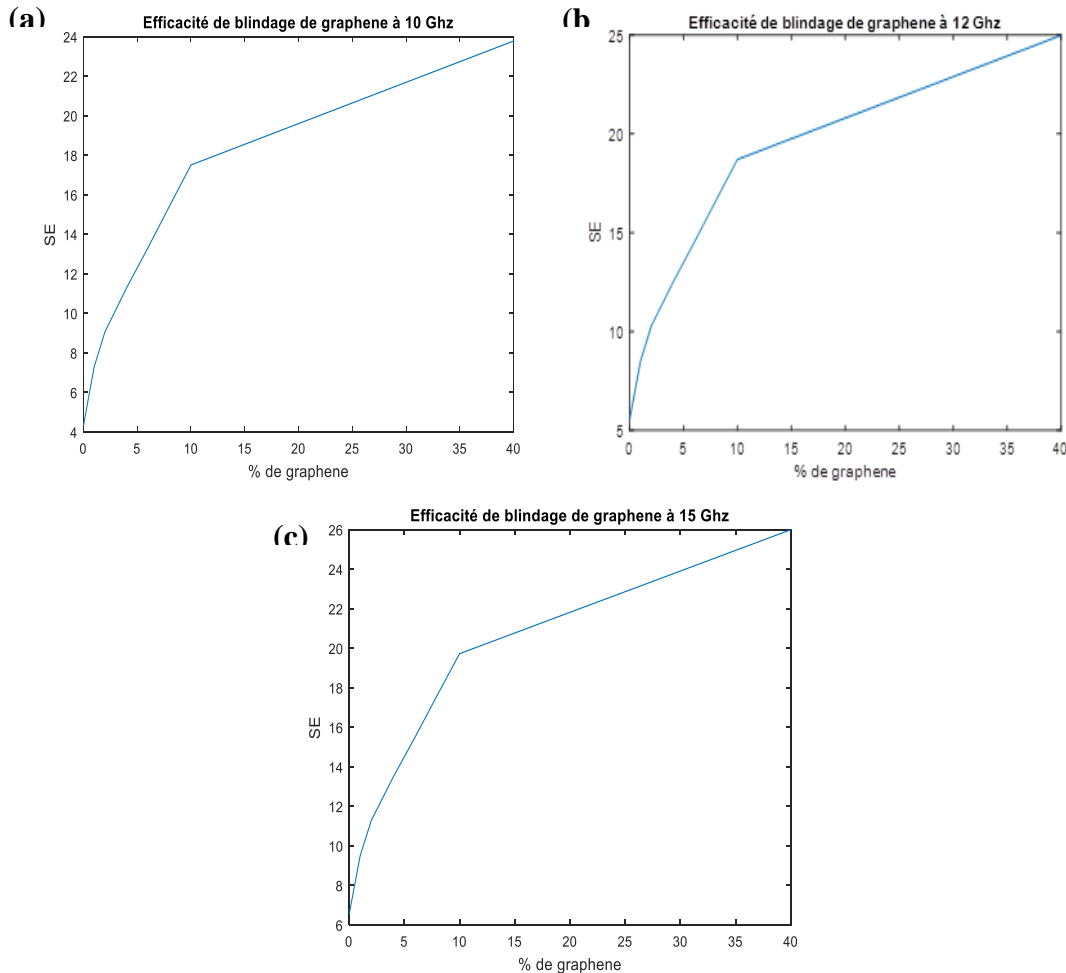 (a)
Efficacité de blindage de graphene à 10 Ghz
24
22
20
18
16
14
12
10
8
6
4
SE
0 5 10 15 20 25 30 35 40
% de graphene
(b)
Efficacité de blindage de graphene à 12 Ghz
25
20
15
10
5
SE
0 5 10 15 20 25 30 35 40
% de graphene
(c)
Efficacité de blindage de graphene à 15 Ghz
26
24
22
20
18
16
14
12
10
8
6
SE
0 5 10 15 20 25 30 35 40
% de graphene